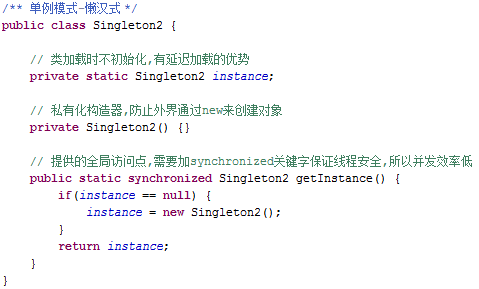 /** 单例模式-懒汉式 */
public class Singleton2 {
// 类加载时不初始化,有延迟加载的优势
private static Singleton2 instance;
// 私有化构造器,防止外界通过new来创建对象
private Singleton2() {}
// 提供的全局访问点,需要加synchronized关键字保证线程安全,所以并发效率低
public static synchronized Singleton2 getInstance() {
if(instance == null) {
instance = new Singleton2();
}
return instance;
}
}